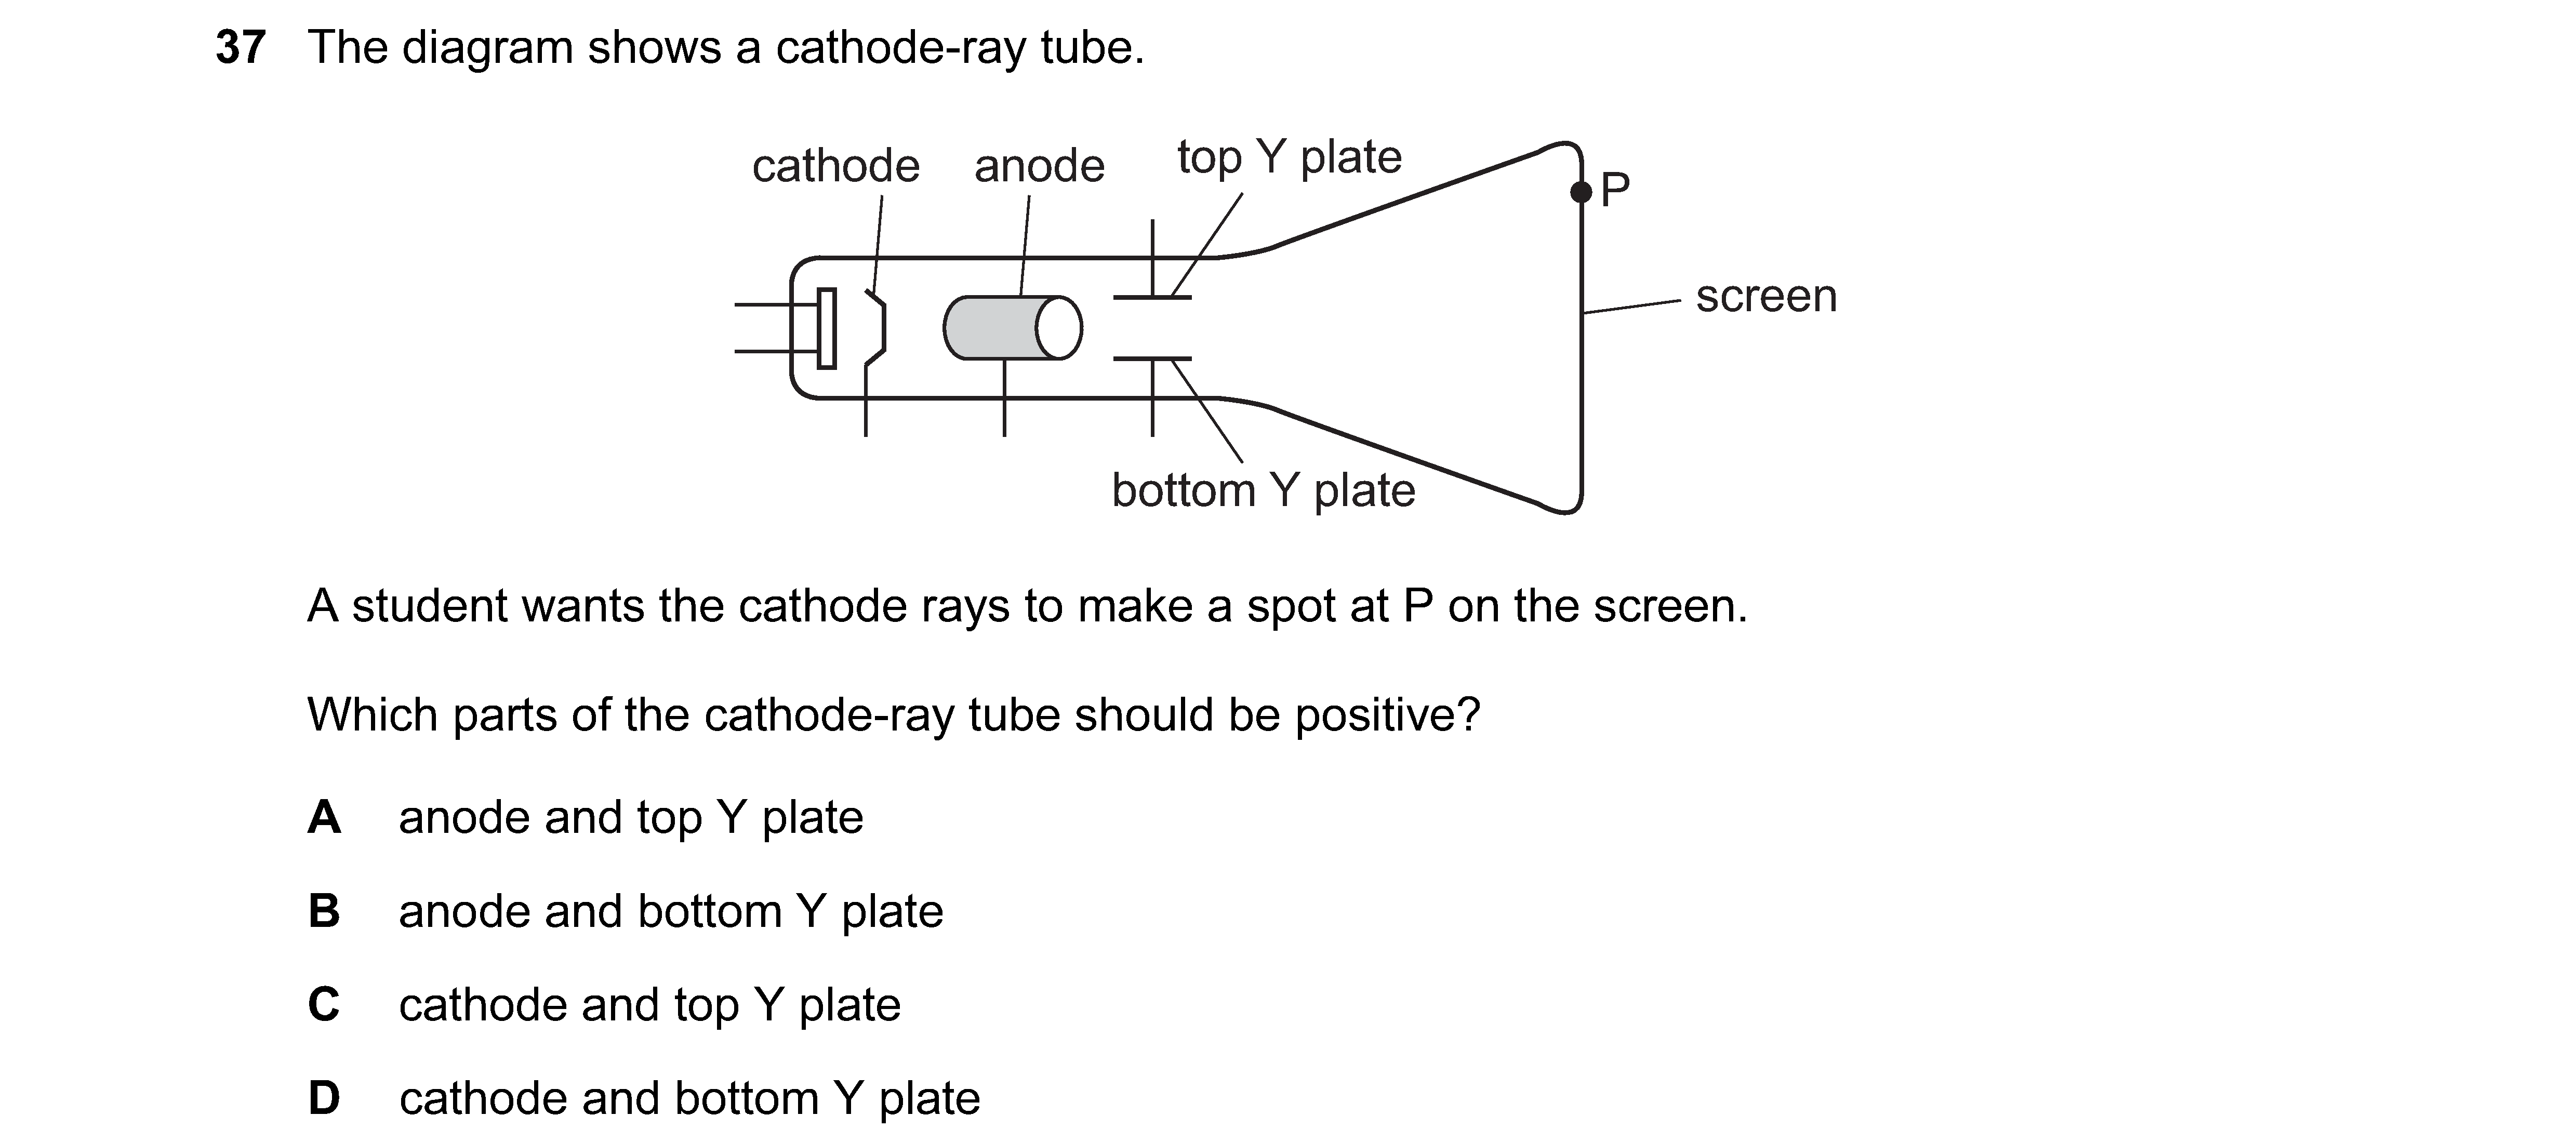 37 The diagram shows a cathode-ray tube.
cathode anode top Y plate
P
screen
bottom Y plate
A student wants the cathode rays to make a spot at P on the screen.
Which parts of the cathode-ray tube should be positive?
A anode and top Y plate
B anode and bottom Y plate
C cathode and top Y plate
D cathode and bottom Y plate